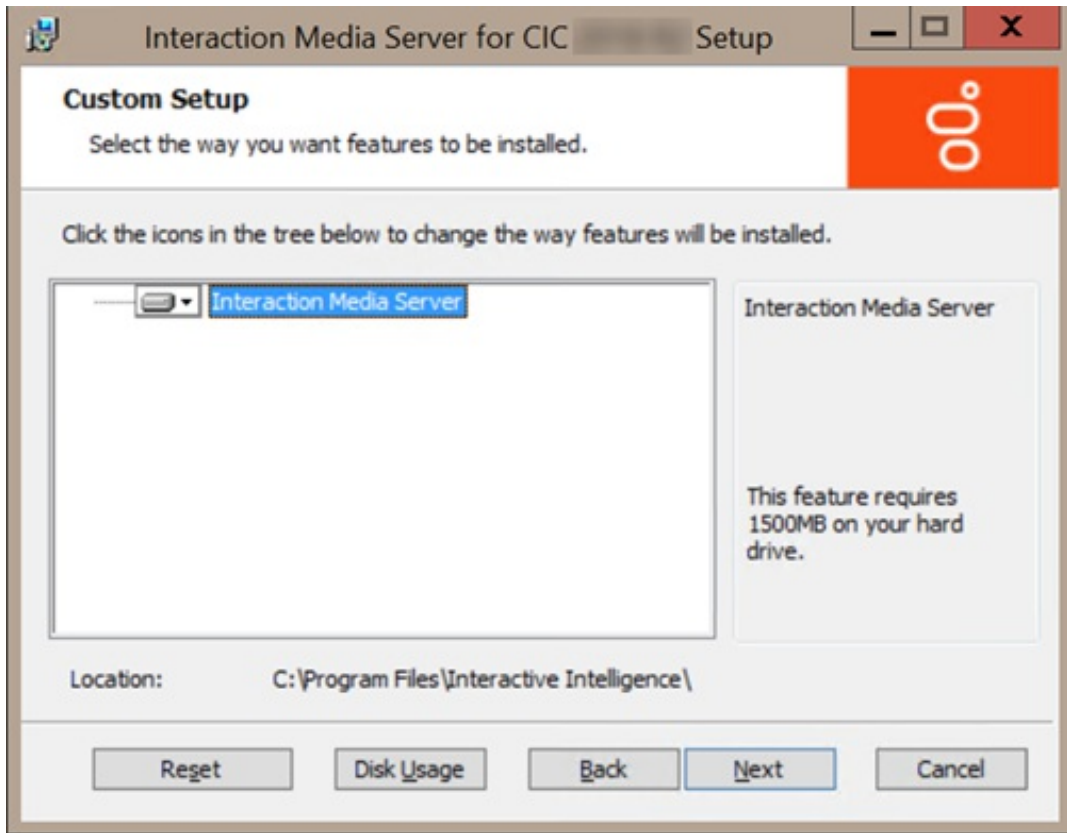 Interaction Media Server for CIC Setup
Custom Setup
Select the way you want features to be installed.
Click the icons in the tree below to change the way features will be installed.
Interaction Media Server
Interaction Media Server
This feature requires
1500MB on your hard
drive.
Location: C:\Program Files\Interactive Intelligence\
Reset Disk Usage Back Next Cancel